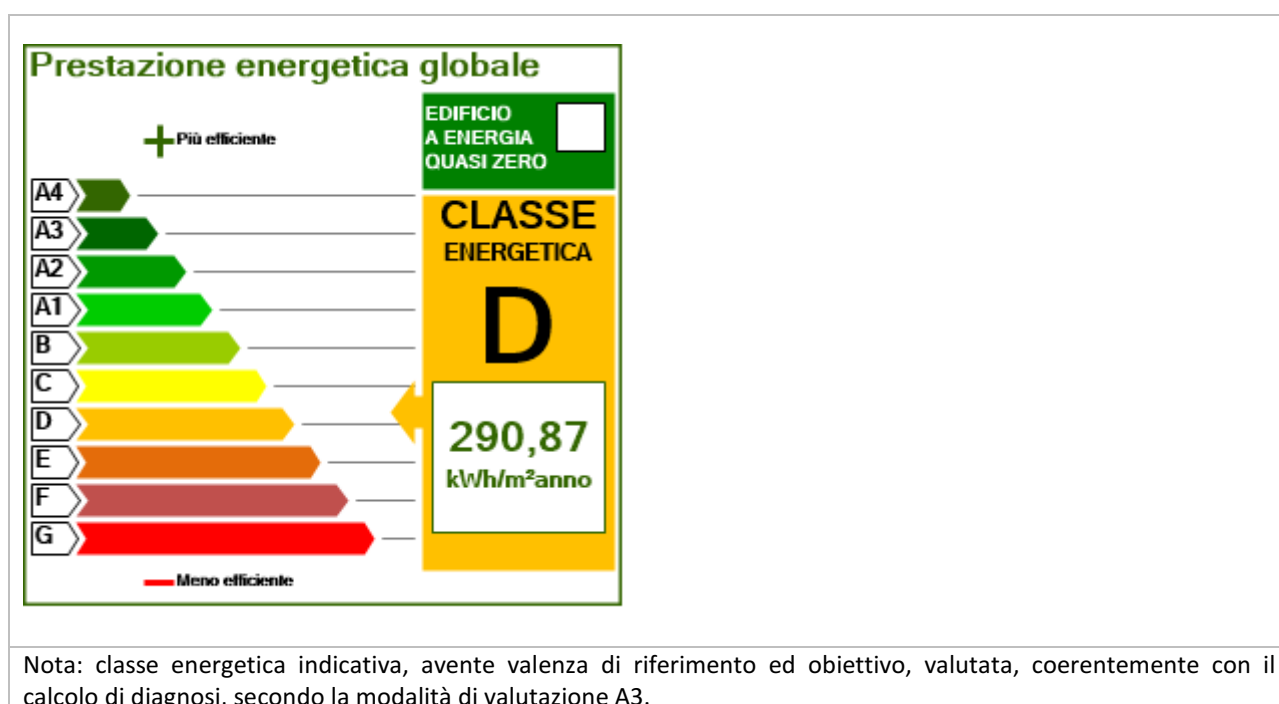 Prestazione energetica globale
Più efficiente
EDIFICIO
A ENERGIA
QUASI ZERO
A4
A3
A2
A1
B
C
D
E
F
G
Meno efficiente
CLASSE
ENERGETICA
D
290,87
kWh/m²anno
Nota: classe energetica indicativa, avente valenza di riferimento ed obiettivo, valutata, coerentemente con il
calcolo di diagnosi, secondo la modalità di valutazione A3.